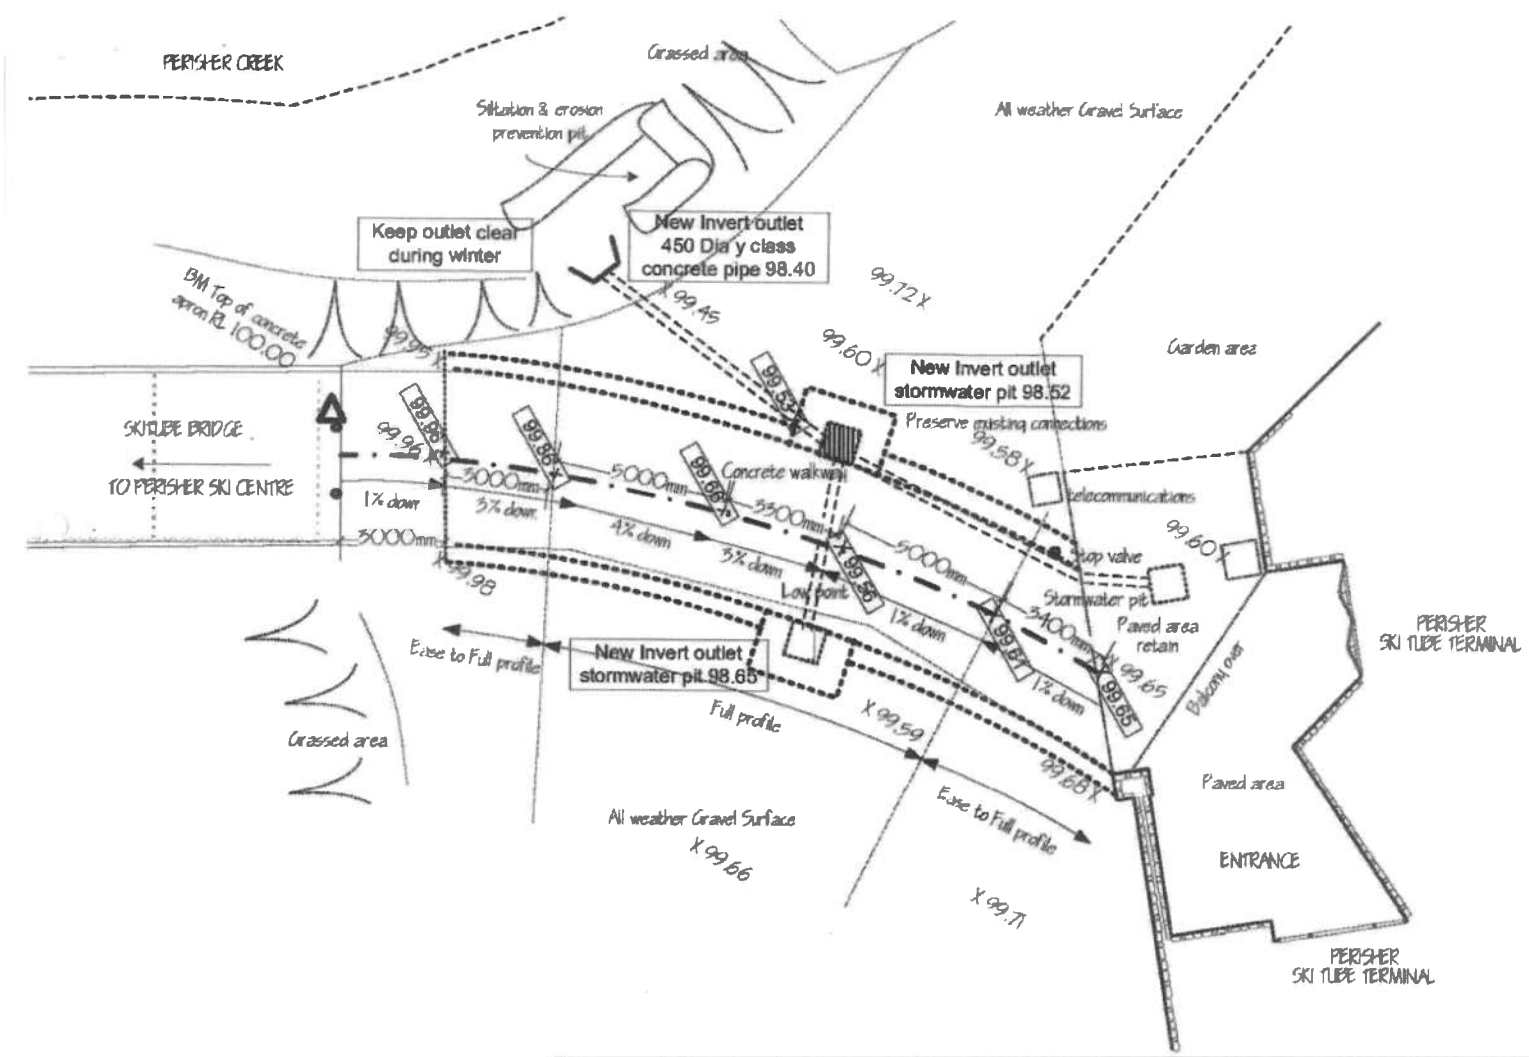 PERISHER CREEK
Grassed area
Siltation & erosion
prevention pit
All weather Gravel Surface
Keep outlet clear
during winter
New Invert outlet
450 Dia y class
concrete pipe 98.40
X 99.45
99.72 X
BM Top of concrete
apron RL 100.00
99.95 X
99.60 X
Garden area
New Invert outlet
stormwater pit 98.52
Preserve existing connections
99.53
99.58 X
SKITUBE BRIDGE
TO PERISHER SKI CENTRE
99.96 X
Concrete walkway
telecommunications
3000mm
5000mm
3300mm
5000mm
3400mm
3000mm
1% down
3% down
4% down
3% down
1% down
1% down
Low point
99.66 X
X 99.56
X 99.61
99.65
X 99.65
99.60 X
Stop valve
Stormwater pit
Paved area
retain
Balcony over
X 99.98
PERISHER
SKI TUBE TERMINAL
Ease to Full profile
New Invert outlet
stormwater pit 98.65
Full profile
X 99.59
99.68 X
Grassed area
Paved area
All weather Gravel Surface
X 99.66
Ease to Full profile
ENTRANCE
X 99.71
PERISHER
SKI TUBE TERMINAL